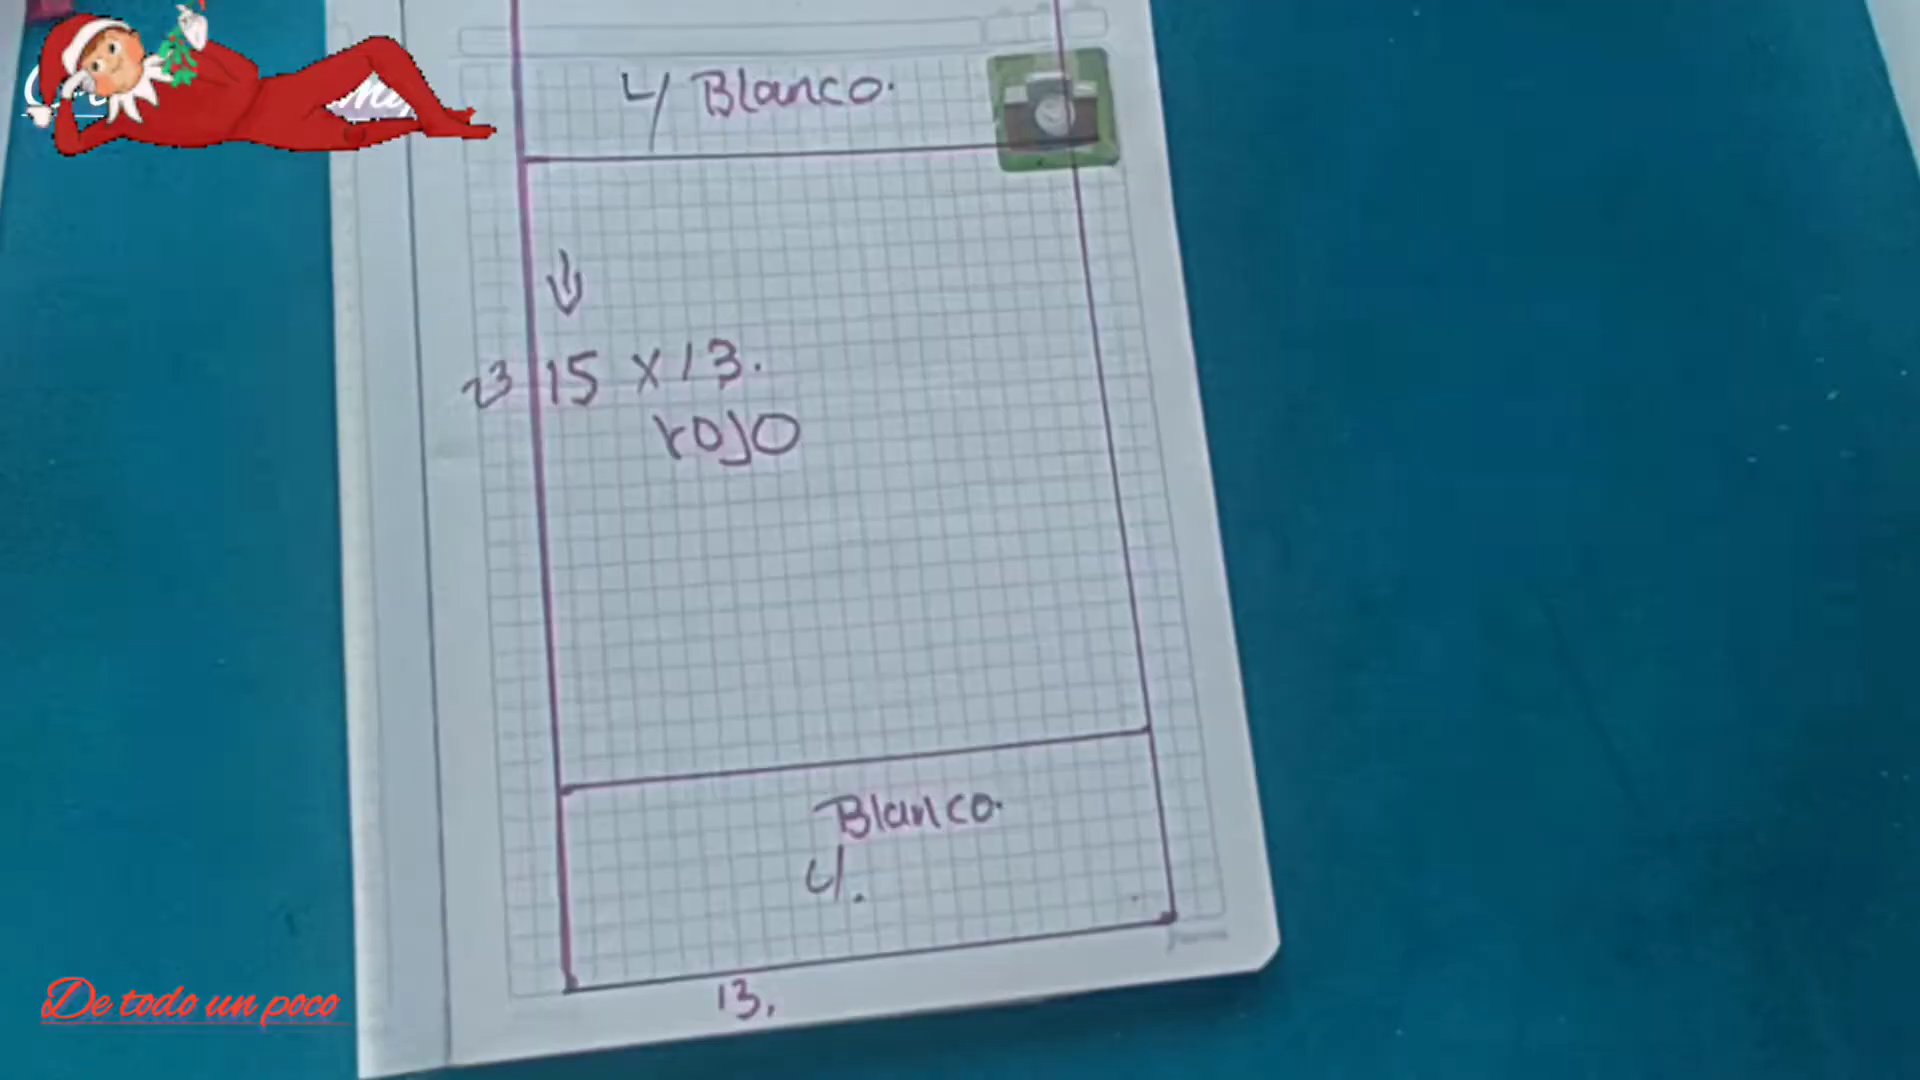 4 Blanco.
23 15 x 13.
rojo
Blanco.
4.
13.
De todo un poco